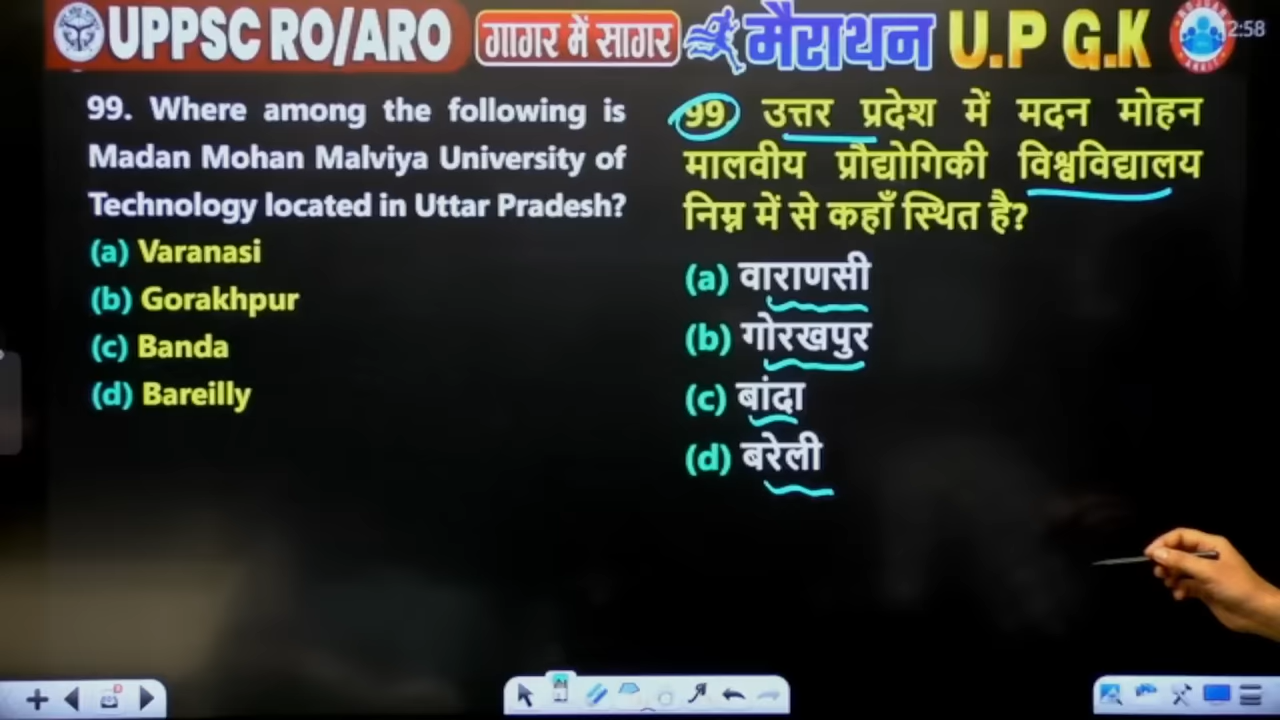 UPPSC RO/ARO गागर में सागर मैराथन U.P G.K
2:58
99. Where among the following is
Madan Mohan Malviya University of
Technology located in Uttar Pradesh?
(a) Varanasi
(b) Gorakhpur
(c) Banda
(d) Bareilly
99. उत्तर प्रदेश में मदन मोहन
मालवीय प्रौद्योगिकी विश्वविद्यालय
निम्न में से कहाँ स्थित है?
(a) वाराणसी
(b) गोरखपुर
(c) बांदा
(d) बरेली